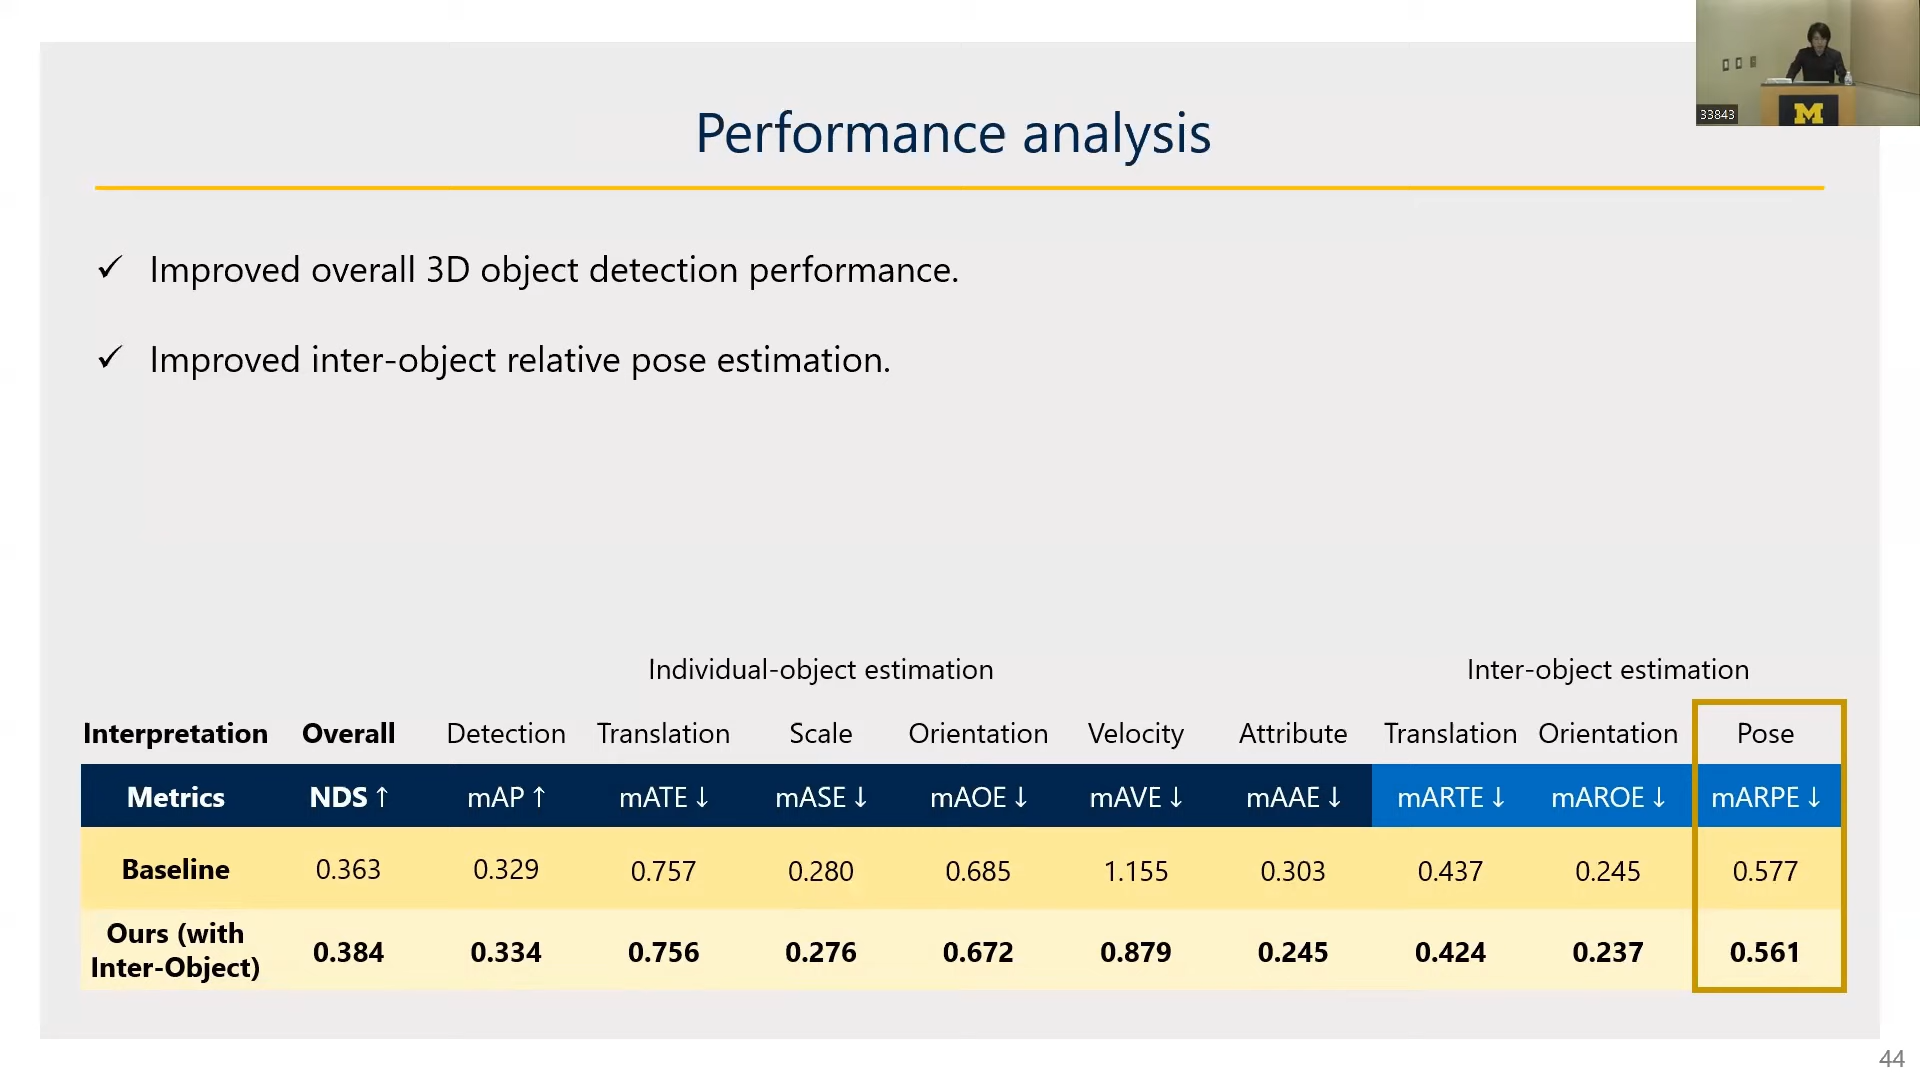 33843
M
Performance analysis
✓ Improved overall 3D object detection performance.
✓ Improved inter-object relative pose estimation.
Individual-object estimation Inter-object estimation
Interpretation Overall Detection Translation Scale Orientation Velocity Attribute Translation Orientation Pose
Metrics NDS↑ mAP↑ mATE↓ mASE↓ mAOE↓ mAVE↓ mAAE↓ mARTE↓ mAROE↓ mARPE↓
Baseline 0.363 0.329 0.757 0.280 0.685 1.155 0.303 0.437 0.245 0.577
Ours (with
Inter-Object) 0.384 0.334 0.756 0.276 0.672 0.879 0.245 0.424 0.237 0.561
44